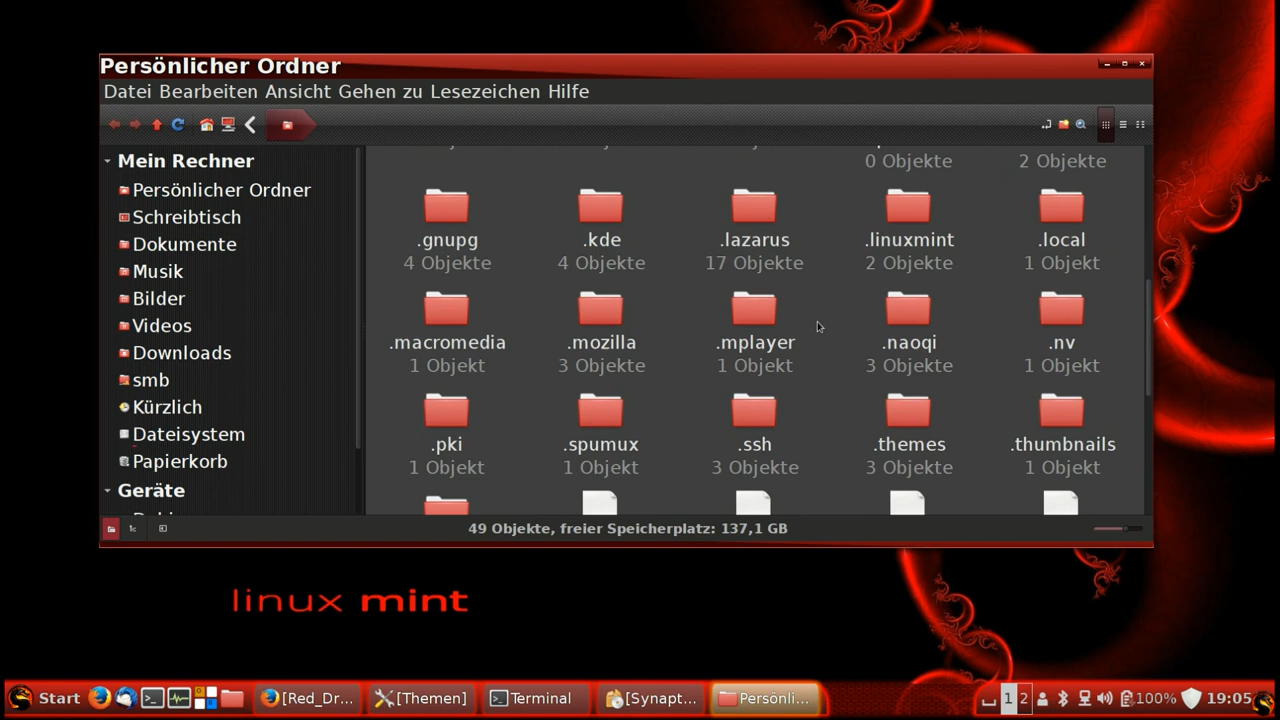 Persönlicher Ordner
Datei Bearbeiten Ansicht Gehen zu Lesezeichen Hilfe
Mein Rechner
Persönlicher Ordner
Schreibtisch
Dokumente
Musik
Bilder
Videos
Downloads
smb
Kürzlich
Dateisystem
Papierkorb
Geräte
0 Objekte 2 Objekte
.gnupg .kde .lazarus .linuxmint .local
4 Objekte 4 Objekte 17 Objekte 2 Objekte 1 Objekt
.macromedia .mozilla .mplayer .naoqi .nv
1 Objekt 3 Objekte 1 Objekt 3 Objekte 1 Objekt
.pki .spumux .ssh .themes .thumbnails
1 Objekt 1 Objekt 3 Objekte 3 Objekte 1 Objekt
49 Objekte, freier Speicherplatz: 137,1 GB
linux mint
Start [Red_Dr... [Themen] Terminal [Synapt... Persönli... 1 2 100% 19:05